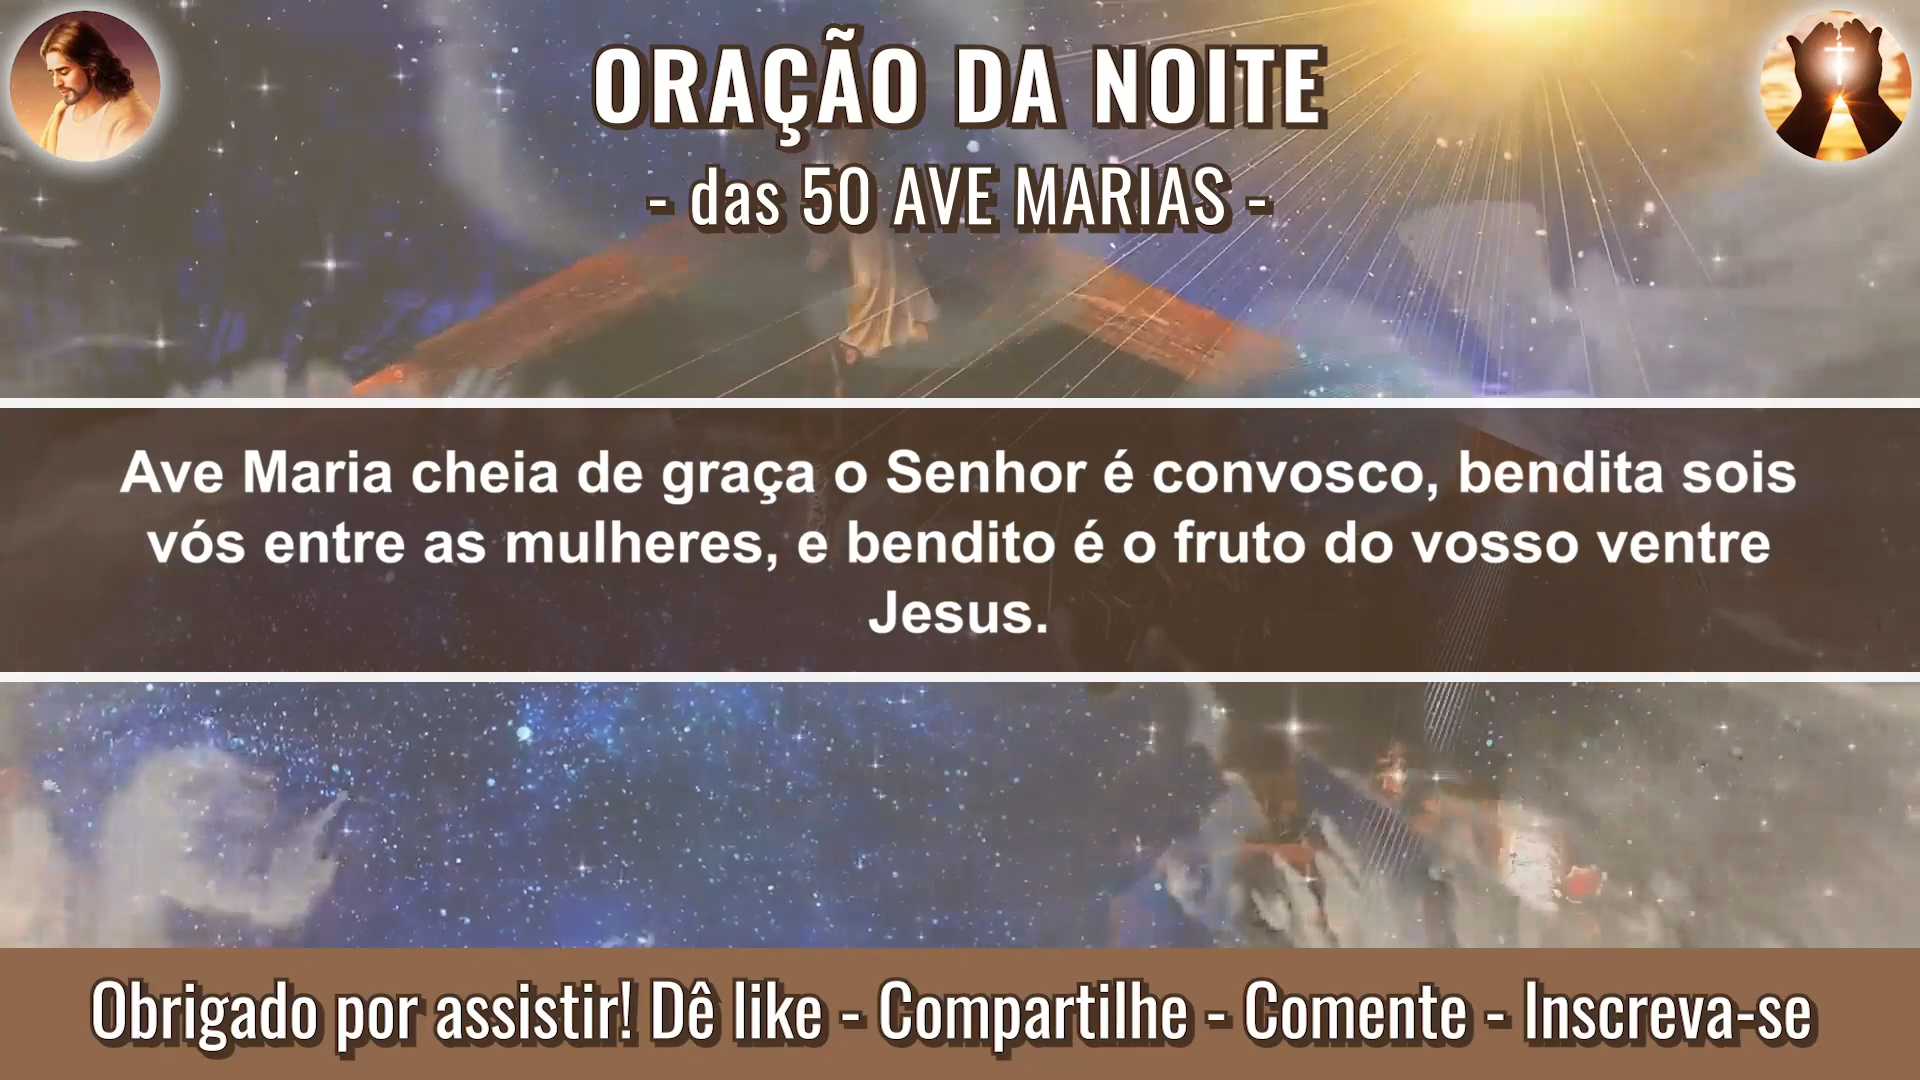 ORAÇÃO DA NOITE
- das 50 AVE MARIAS -
Ave Maria cheia de graça o Senhor é convosco, bendita sois
vós entre as mulheres, e bendito é o fruto do vosso ventre
Jesus.
Obrigado por assistir! Dê like - Compartilhe - Comente - Inscreva-se